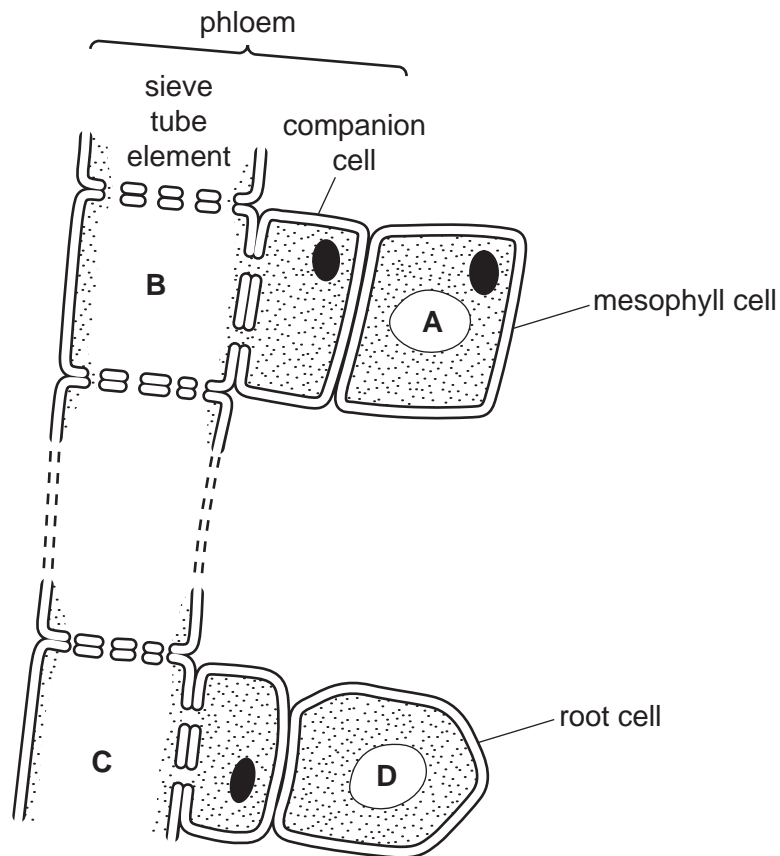 phloem
sieve
tube
element
companion
cell
B
A
mesophyll cell
root cell
C
D